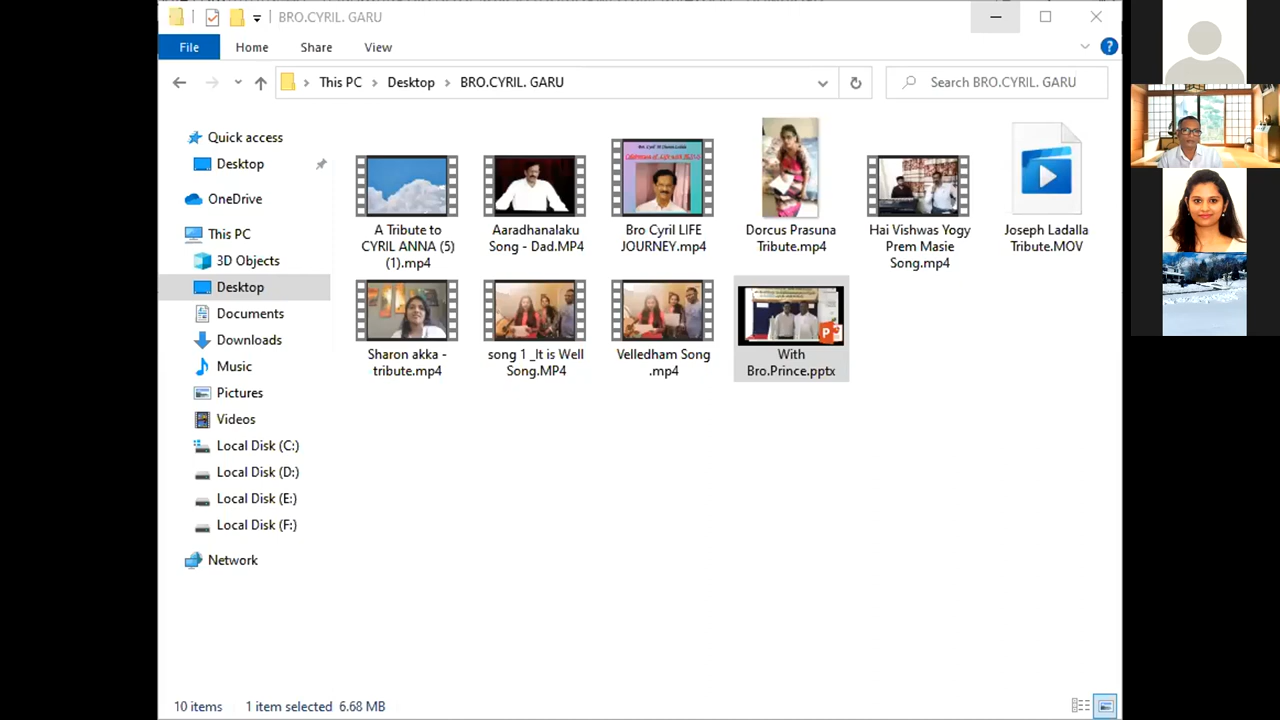 BRO.CYRIL. GARU
File Home Share View
This PC Desktop BRO.CYRIL. GARU Search BRO.CYRIL. GARU
Quick access
Desktop
OneDrive
This PC
3D Objects
Desktop
Documents
Downloads
Music
Pictures
Videos
Local Disk (C:)
Local Disk (D:)
Local Disk (E:)
Local Disk (F:)
Network
A Tribute to
CYRIL ANNA (5)
(1).mp4
Aaradhanalaku
Song - Dad.MP4
Bro Cyril LIFE
JOURNEY.mp4
Dorcus Prasuna
Tribute.mp4
Hai Vishwas Yogy
Prem Masie
Song.mp4
Joseph Ladalla
Tribute.MOV
Sharon akka -
tribute.mp4
song 1 _It is Well
Song.MP4
Velledham Song
.mp4
With
Bro.Prince.pptx
10 items 1 item selected 6.68 MB